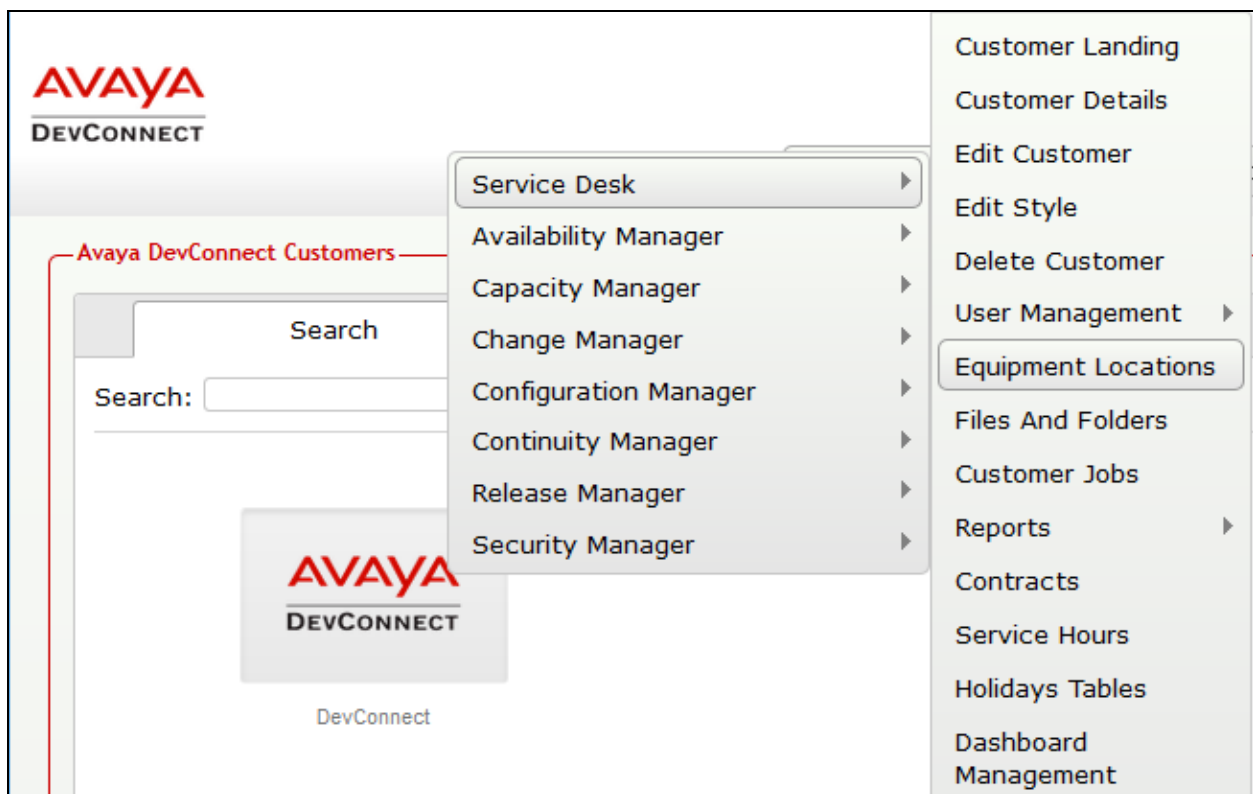 AVAYA
DEVCONNECT
Avaya DevConnect Customers
Search
Search:
AVAYA
DEVCONNECT
DevConnect
Service Desk
Availability Manager
Capacity Manager
Change Manager
Configuration Manager
Continuity Manager
Release Manager
Security Manager
Customer Landing
Customer Details
Edit Customer
Edit Style
Delete Customer
User Management
Equipment Locations
Files And Folders
Customer Jobs
Reports
Contracts
Service Hours
Holidays Tables
Dashboard
Management